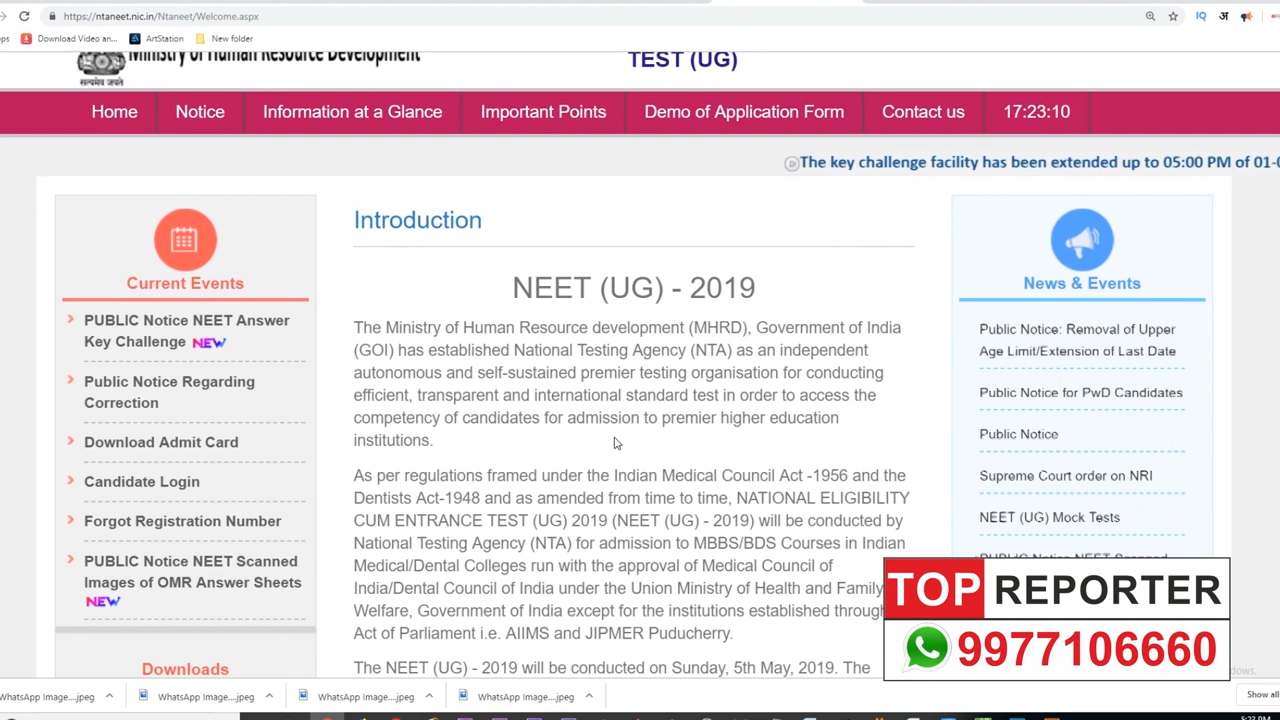 https://ntaneet.nic.in/Ntaneet/Welcome.aspx
Download Video an... ArtStation New folder
Ministry of Human Resource Development
TEST (UG)
सत्यमेव जयते
Home Notice Information at a Glance Important Points Demo of Application Form Contact us 17:23:10
The key challenge facility has been extended up to 05:00 PM of 01-
Introduction
NEET (UG) - 2019
The Ministry of Human Resource development (MHRD), Government of India
(GOI) has established National Testing Agency (NTA) as an independent
autonomous and self-sustained premier testing organisation for conducting
efficient, transparent and international standard test in order to access the
competency of candidates for admission to premier higher education
institutions.
As per regulations framed under the Indian Medical Council Act -1956 and the
Dentists Act-1948 and as amended from time to time, NATIONAL ELIGIBILITY
CUM ENTRANCE TEST (UG) 2019 (NEET (UG) - 2019) will be conducted by
National Testing Agency (NTA) for admission to MBBS/BDS Courses in Indian
Medical/Dental Colleges run with the approval of Medical Council of
India/Dental Council of India under the Union Ministry of Health and Family
Welfare, Government of India except for the institutions established through
Act of Parliament i.e. AIIMS and JIPMER Puducherry.
The NEET (UG) - 2019 will be conducted on Sunday, 5th May, 2019. The
Current Events
PUBLIC Notice NEET Answer
Key Challenge NEW
Public Notice Regarding
Correction
Download Admit Card
Candidate Login
Forgot Registration Number
PUBLIC Notice NEET Scanned
Images of OMR Answer Sheets
NEW
Downloads
News & Events
Public Notice: Removal of Upper
Age Limit/Extension of Last Date
Public Notice for PwD Candidates
Public Notice
Supreme Court order on NRI
NEET (UG) Mock Tests
PUBLIC Notice NEET Scanned
TOP REPORTER
9977106660
WhatsApp Image....jpeg WhatsApp Image....jpeg WhatsApp Image....jpeg WhatsApp Image....jpeg Show all
5:23 PM